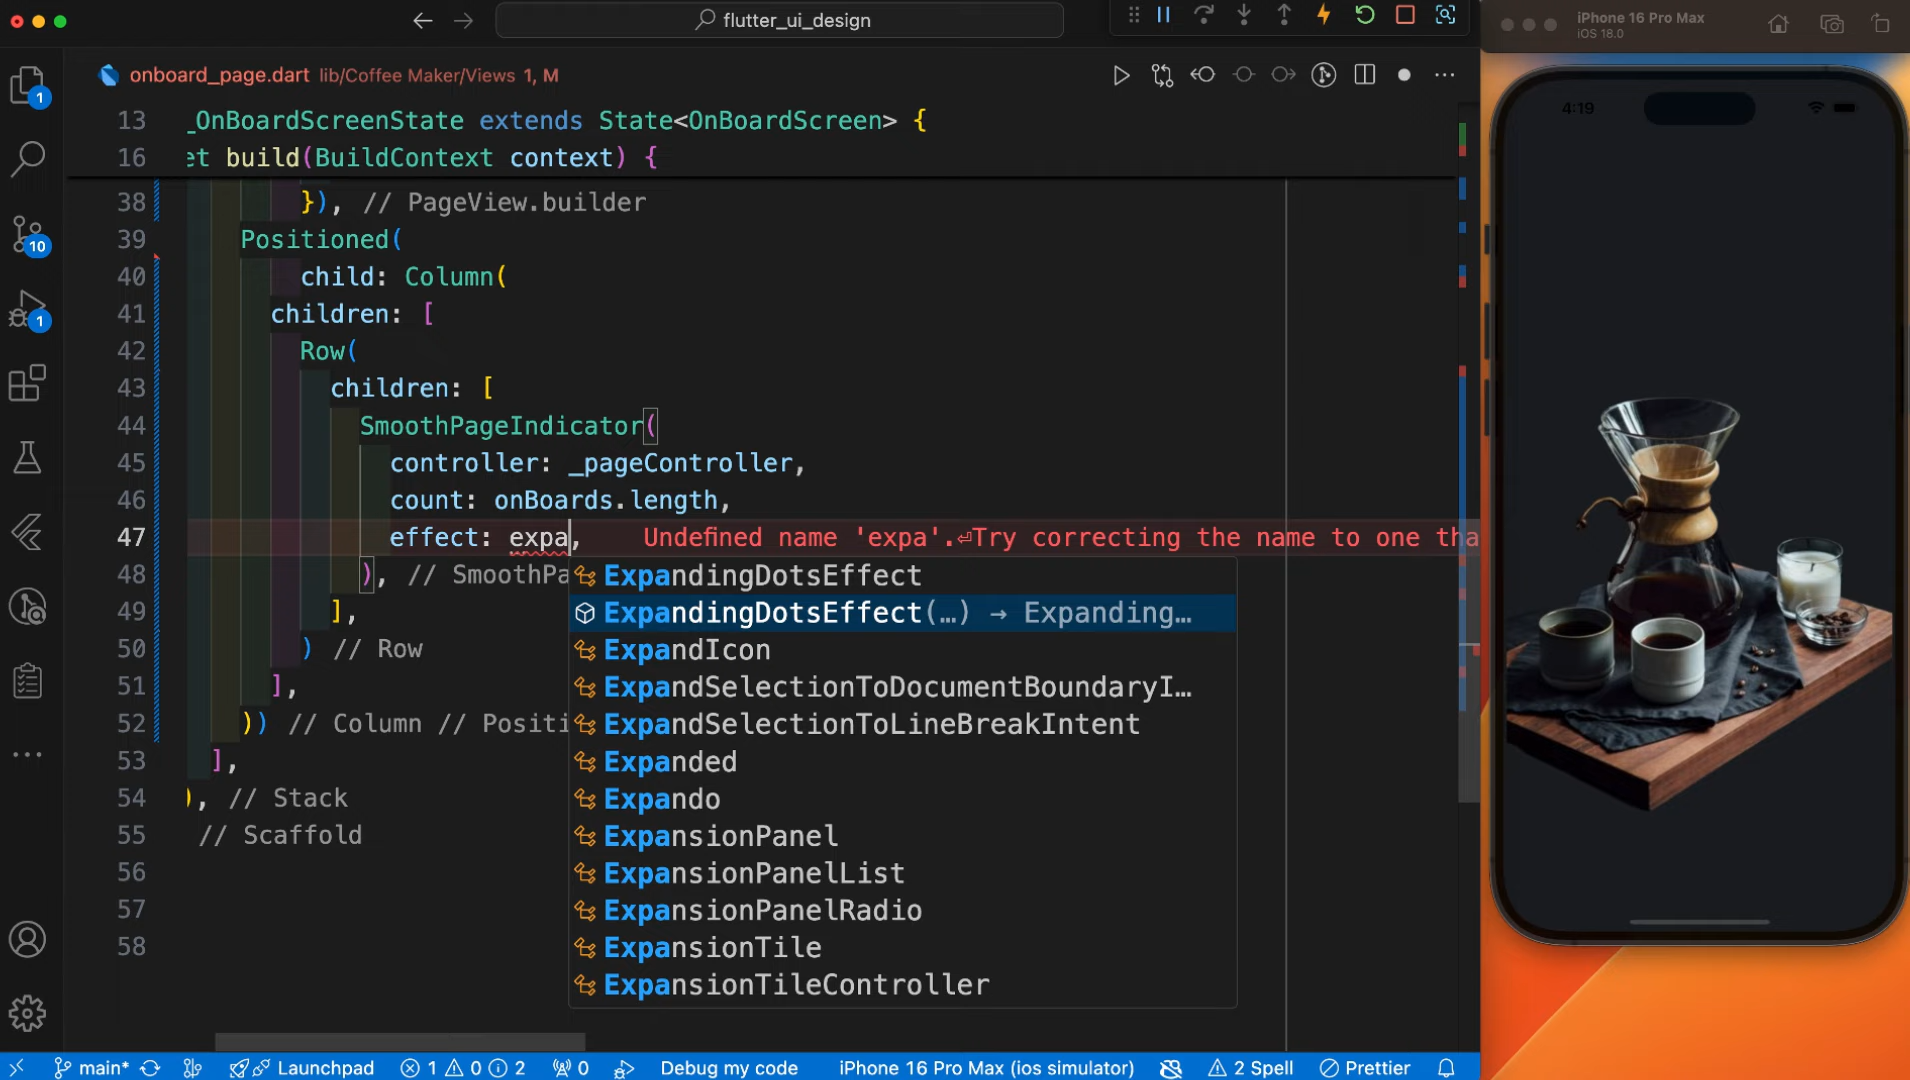 flutter_ui_design
iPhone 16 Pro Max
iOS 18.0
onboard_page.dart lib/Coffee Maker/Views 1, M
4:19
13 _OnBoardScreenState extends State<OnBoardScreen> {
16 et build(BuildContext context) {
38 }), // PageView.builder
39 Positioned(
40 child: Column(
41 children: [
42 Row(
43 children: [
44 SmoothPageIndicator(
45 controller: _pageController,
46 count: onBoards.length,
47 effect: expa, Undefined name 'expa'.⏎Try correcting the name to one tha
48 ), // SmoothPa
ExpandingDotsEffect
49 ],
ExpandingDotsEffect(…) → Expanding…
50 ) // Row
ExpandIcon
51 ],
ExpandSelectionToDocumentBoundaryI…
52 )) // Column // Positi
ExpandSelectionToLineBreakIntent
53 ],
Expanded
54 ), // Stack
Expando
55 // Scaffold
ExpansionPanel
56
ExpansionPanelList
57
ExpansionPanelRadio
58
ExpansionTile
ExpansionTileController
1
10
1
main* Launchpad 1 0 2 0 Debug my code iPhone 16 Pro Max (ios simulator) 2 Spell Prettier